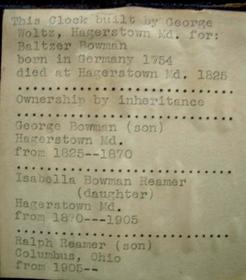 This Clock built by George
Woltz, Hagerstown Md. for:
Baltzer Bowman
born in Germany 1754
died at Hagerstown Md. 1825
..............................
Ownership by inheritance
..............................
George Bowman (son)
Hagerstown Md.
from 1825--1870
..............................
Isabella Bowman Reamer
(daughter)
Hagerstown Md.
from 1870---1905
..............................
Ralph Reamer (son)
Columbus, Ohio
from 1905--